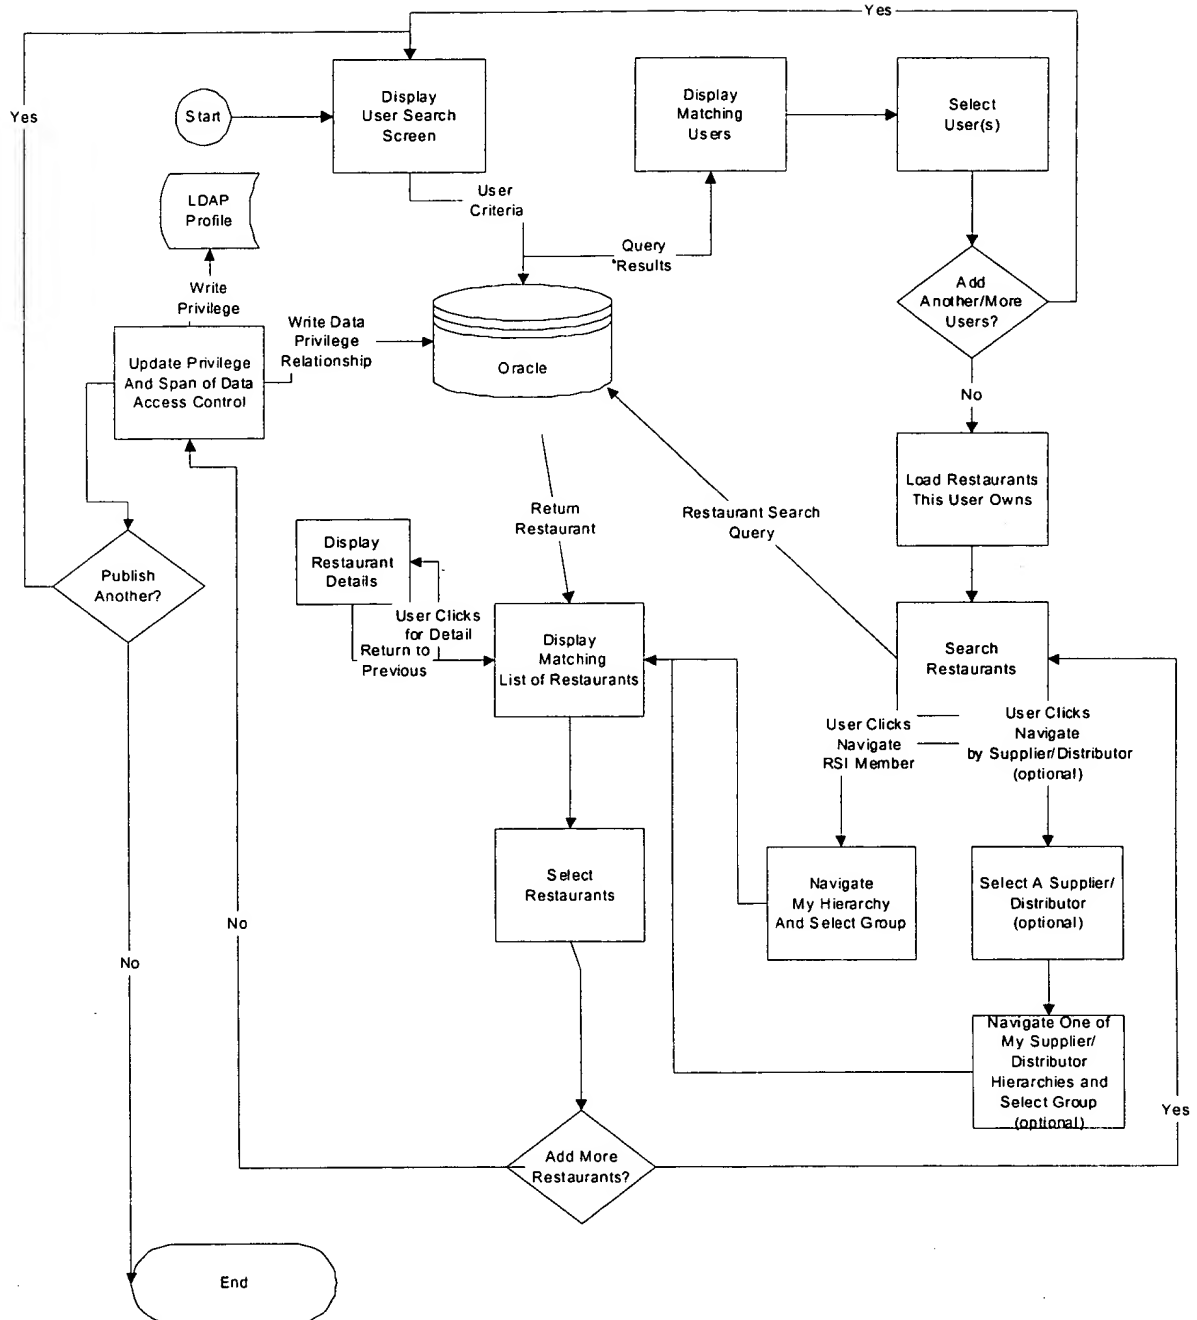 Yes
Yes
Start
Display
User Search
Screen
Display
Matching
Users
Select
User(s)
LDAP
Profile
User
Criteria
Query
Results
Add
Another/More
Users?
Write
Privilege
Write Data
Privilege
Relationship
Update Privilege
And Span of Data
Access Control
Oracle
No
Load Restaurants
This User Owns
Return
Restaurant
Restaurant Search
Query
Display
Restaurant
Details
Publish
Another?
User Clicks
for Detail
Return to
Previous
Display
Matching
List of Restaurants
Search
Restaurants
User Clicks
Navigate
RSI Member
User Clicks
Navigate
by Supplier/Distributor
(optional)
Select
Restaurants
Navigate
My Hierarchy
And Select Group
Select A Supplier/
Distributor
(optional)
No
No
Navigate One of
My Supplier/
Distributor
Hierarchies and
Select Group
(optional)
Yes
Add More
Restaurants?
End